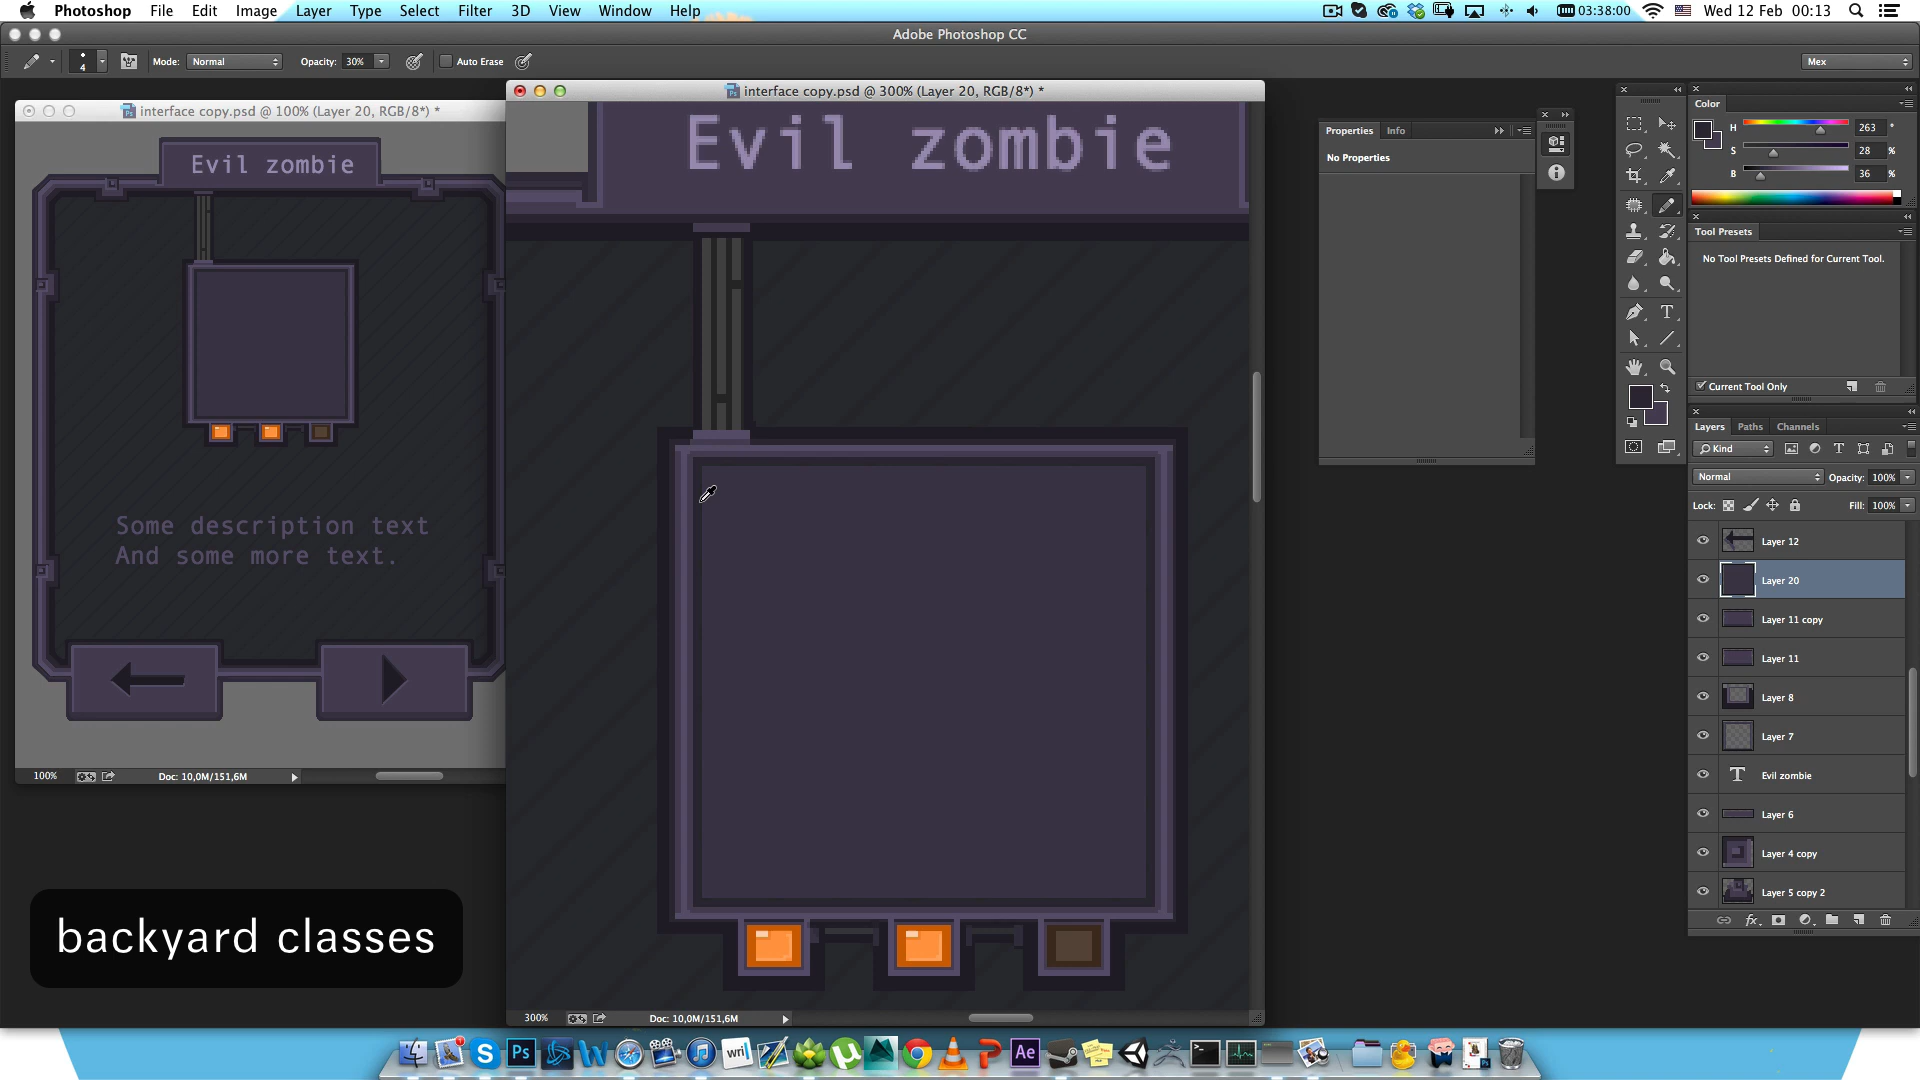 Photoshop File Edit Image Layer Type Select Filter 3D View Window Help 03:38:00 Wed 12 Feb 00:13
Adobe Photoshop CC
4 Mode: Normal Opacity: 30% Auto Erase Mex
interface copy.psd @ 100% (Layer 20, RGB/8*) *
Evil zombie
Some description text
And some more text.
100% Doc: 10,0M/151,6M
interface copy.psd @ 300% (Layer 20, RGB/8*) *
Evil zombie
300% Doc: 10,0M/151,6M
backyard classes
Properties Info
No Properties
Color
H 263 °
S 28 %
B 36 %
Tool Presets
No Tool Presets Defined for Current Tool.
Current Tool Only
Layers Paths Channels
Kind
Normal Opacity: 100%
Lock: Fill: 100%
Layer 12
Layer 20
Layer 11 copy
Layer 11
Layer 8
Layer 7
Evil zombie
Layer 6
Layer 4 copy
Layer 5 copy 2
fx
Ps
wri
Ae